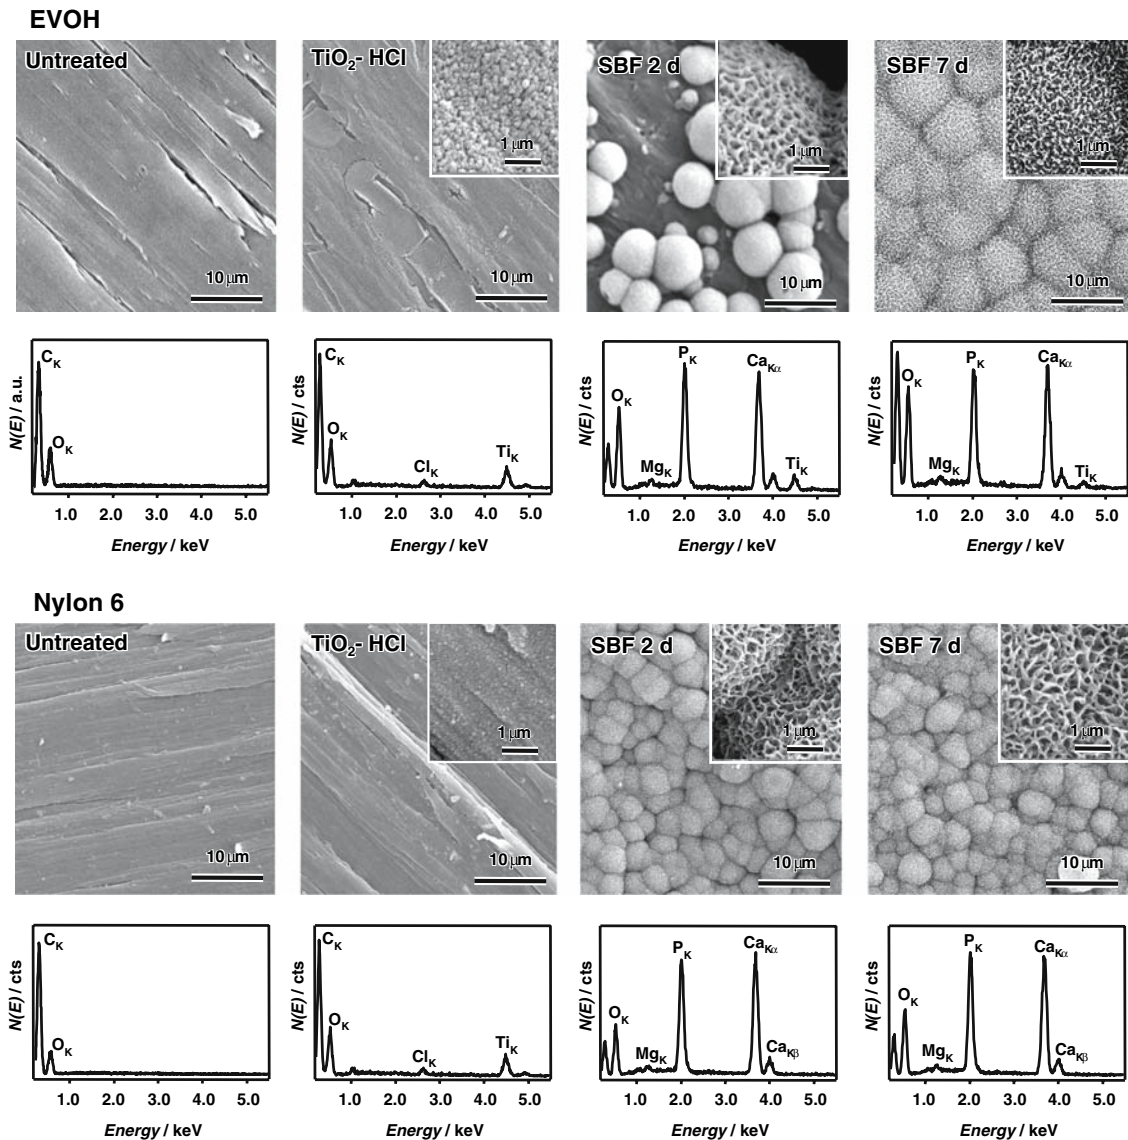 EVOH
Untreated
10 μm
TiO2- HCl
1 μm
10 μm
SBF 2 d
1 μm
10 μm
SBF 7 d
1 μm
10 μm
N(E) / a.u.
CK
OK
1.0 2.0 3.0 4.0 5.0
Energy / keV
N(E) / cts
CK
OK
ClK
TiK
1.0 2.0 3.0 4.0 5.0
Energy / keV
N(E) / cts
OK
MgK
PK
CaKα
TiK
1.0 2.0 3.0 4.0 5.0
Energy / keV
N(E) / cts
OK
MgK
PK
CaKα
TiK
1.0 2.0 3.0 4.0 5.0
Energy / keV
Nylon 6
Untreated
10 μm
TiO2- HCl
1 μm
10 μm
SBF 2 d
1 μm
10 μm
SBF 7 d
1 μm
10 μm
N(E) / cts
CK
OK
1.0 2.0 3.0 4.0 5.0
Energy / keV
N(E) / cts
CK
OK
ClK
TiK
1.0 2.0 3.0 4.0 5.0
Energy / keV
N(E) / cts
OK
MgK
PK
CaKα
CaKβ
1.0 2.0 3.0 4.0 5.0
Energy / keV
N(E) / cts
OK
MgK
PK
CaKα
CaKβ
1.0 2.0 3.0 4.0 5.0
Energy / keV